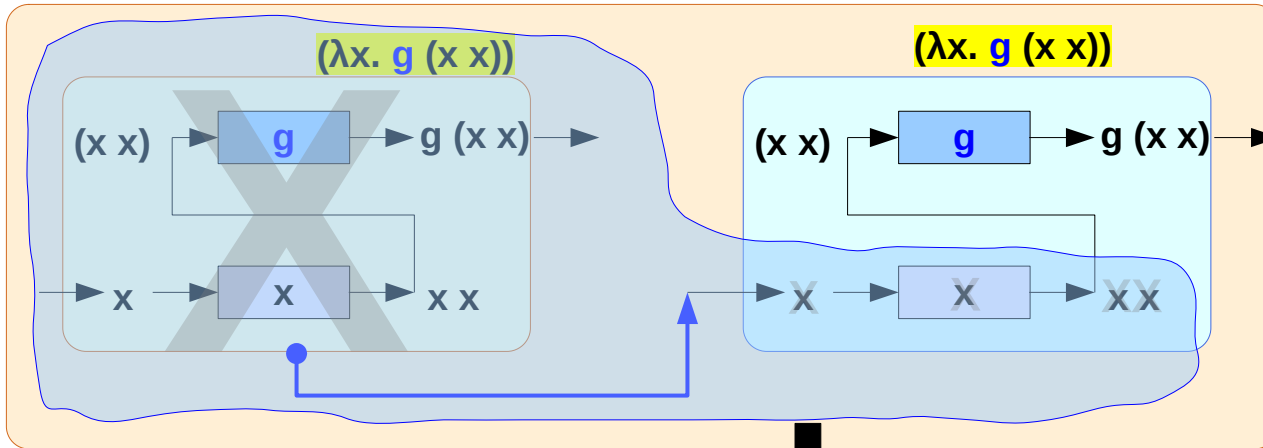 (λx. g (x x))
(λx. g (x x))
(x x)
g
g (x x)
(x x)
g
g (x x)
X
x
x
x x
x
x
x x